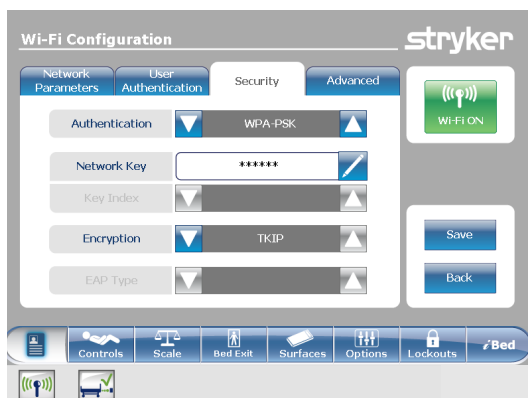 Wi-Fi Configuration
stryker
Network Parameters
User Authentication
Security
Advanced
Wi-Fi ON
Authentication
WPA-PSK
Network Key
******
Key Index
Encryption
TKIP
EAP Type
Save
Back
Controls
Scale
Bed Exit
Surfaces
Options
Lockouts
iBed